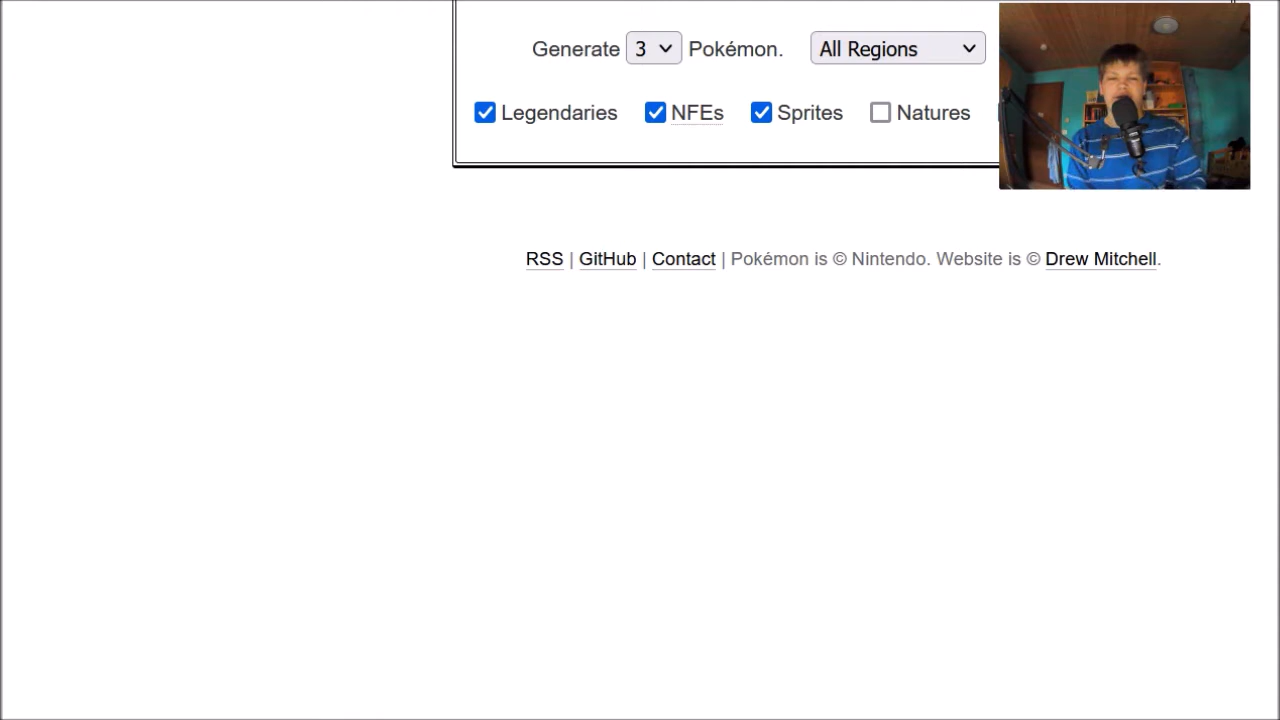 Generate 3 Pokémon. All Regions
Legendaries NFEs Sprites Natures
RSS | GitHub | Contact | Pokémon is © Nintendo. Website is © Drew Mitchell.